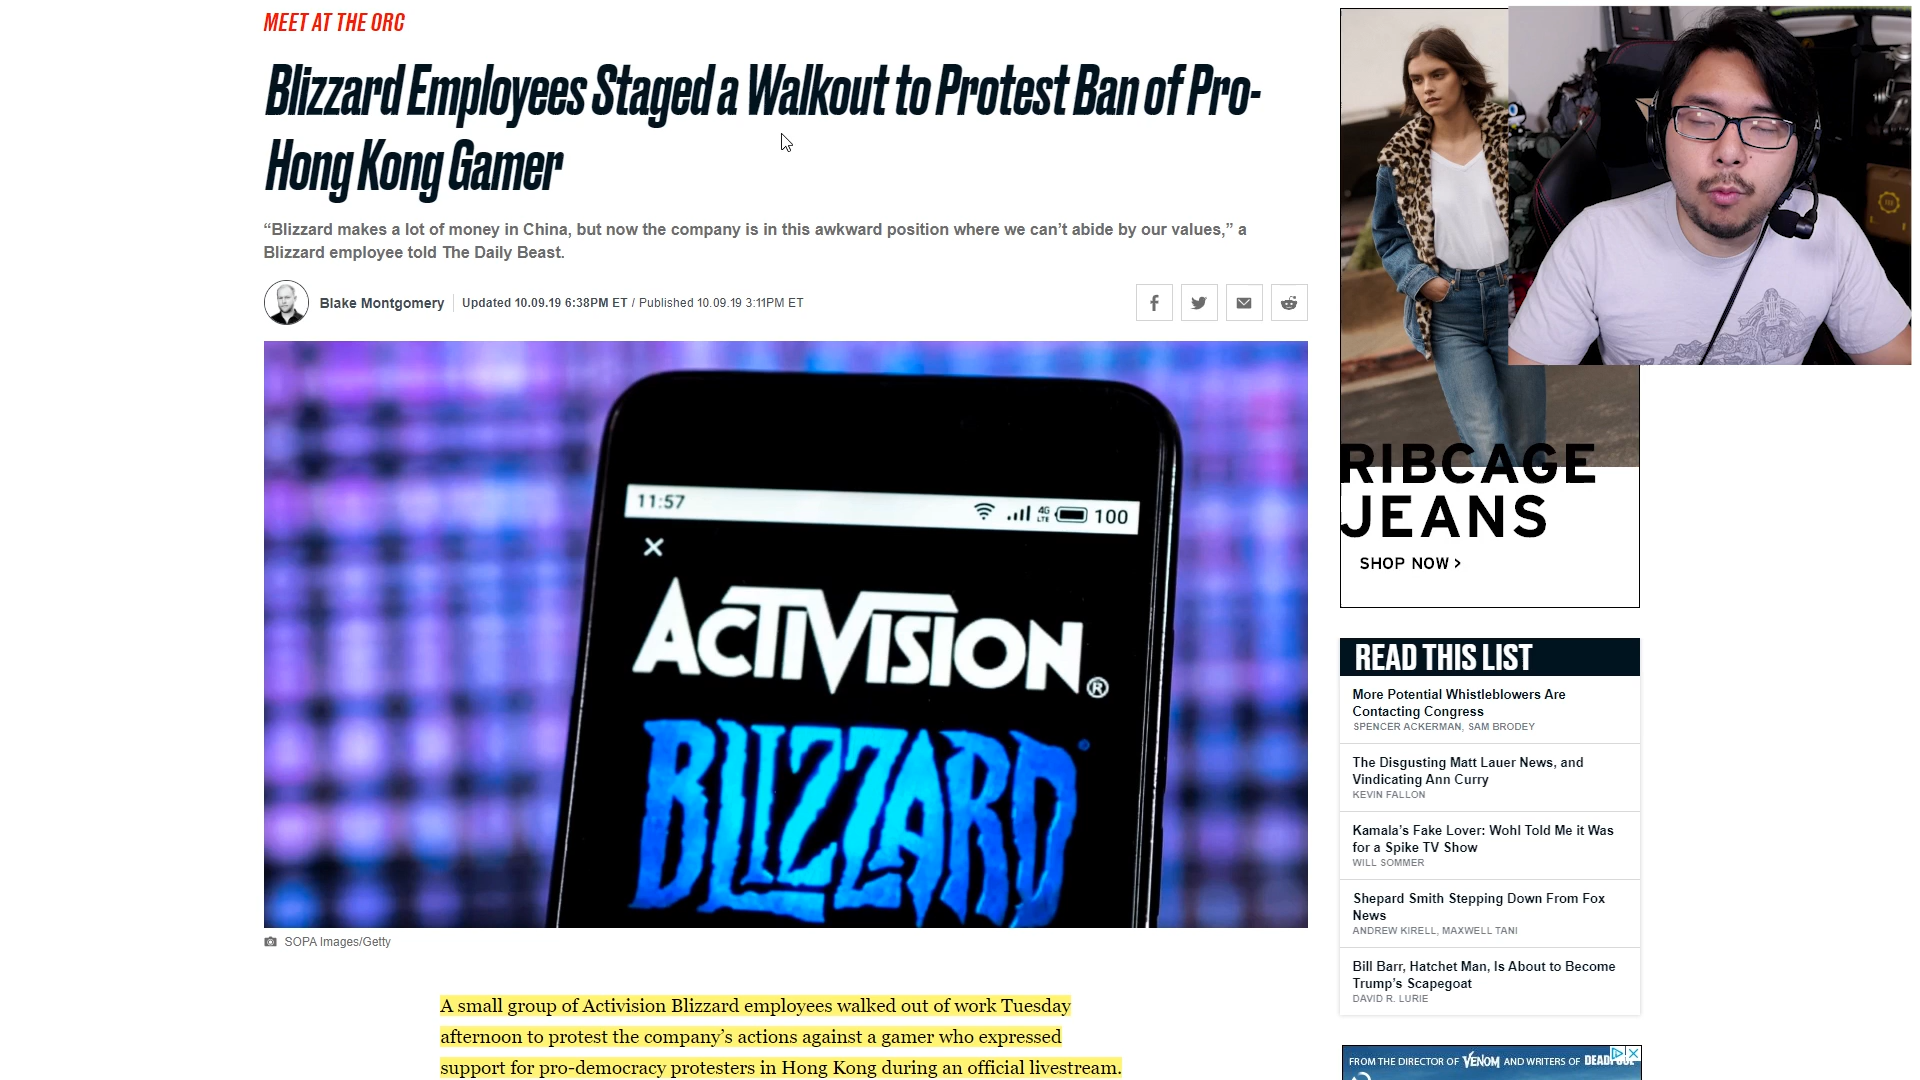 MEET AT THE ORC
Blizzard Employees Staged a Walkout to Protest Ban of Pro-
Hong Kong Gamer
“Blizzard makes a lot of money in China, but now the company is in this awkward position where we can’t abide by our values,” a
Blizzard employee told The Daily Beast.
Blake Montgomery
Updated 10.09.19 6:38PM ET / Published 10.09.19 3:11PM ET
11:57
4G
LTE
100
ACTIVISION®
BLIZZARD
SOPA Images/Getty
A small group of Activision Blizzard employees walked out of work Tuesday
afternoon to protest the company’s actions against a gamer who expressed
support for pro-democracy protesters in Hong Kong during an official livestream.
RIBCAGE
JEANS
SHOP NOW >
READ THIS LIST
More Potential Whistleblowers Are
Contacting Congress
SPENCER ACKERMAN, SAM BRODEY
The Disgusting Matt Lauer News, and
Vindicating Ann Curry
KEVIN FALLON
Kamala’s Fake Lover: Wohl Told Me it Was
for a Spike TV Show
WILL SOMMER
Shepard Smith Stepping Down From Fox
News
ANDREW KIRELL, MAXWELL TANI
Bill Barr, Hatchet Man, Is About to Become
Trump’s Scapegoat
DAVID R. LURIE
FROM THE DIRECTOR OF VENOM AND WRITERS OF